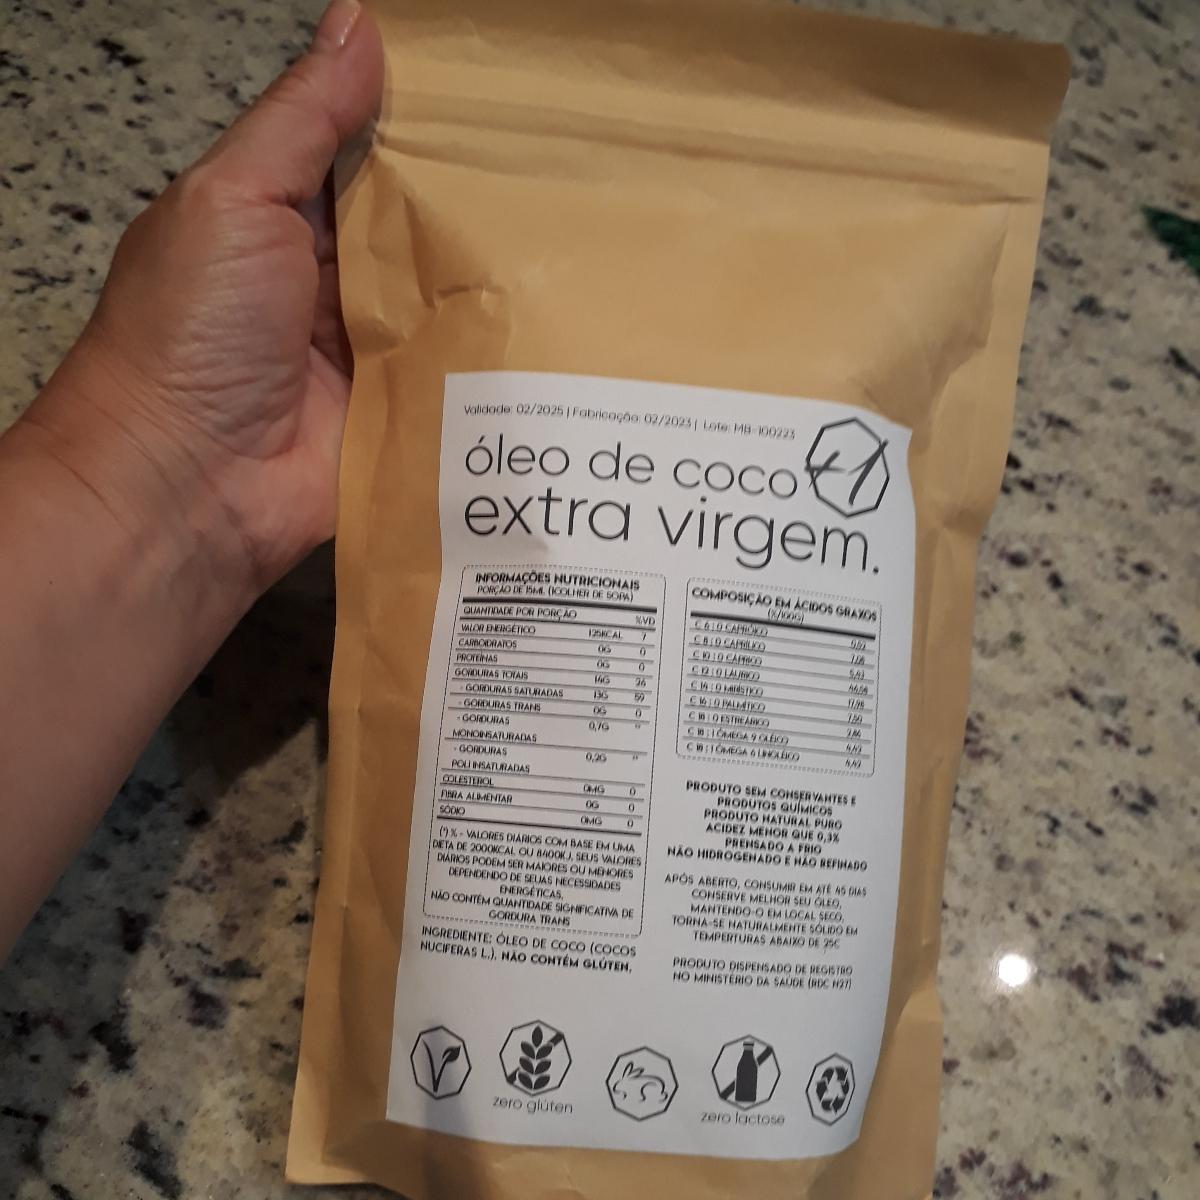 Validade: 02/2025 | Fabricação: 02/2023 | Lote: MB-100223
+1
óleo de coco
extra virgem.
INFORMAÇÕES NUTRICIONAIS
PORÇÃO DE 15ML (1COLHER DE SOPA)
QUANTIDADE POR PORÇÃO %VD
VALOR ENERGÉTICO 125KCAL 7
CARBOIDRATOS 0G 0
PROTEÍNAS 0G 0
GORDURAS TOTAIS 14G 26
- GORDURAS SATURADAS 13G 59
- GORDURAS TRANS 0G 0
- GORDURAS 0,7G "
MONOINSATURADAS
- GORDURAS 0,2G "
POLI INSATURADAS
COLESTEROL 0MG 0
FIBRA ALIMENTAR 0G 0
SÓDIO 0MG 0
(*) % - VALORES DIÁRIOS COM BASE EM UMA
DIETA DE 2000KCAL OU 8400KJ. SEUS VALORES
DIÁRIOS PODEM SER MAIORES OU MENORES
DEPENDENDO DE SEUAS NECESSIDADES
ENERGÉTICAS.
NÃO CONTÉM QUANTIDADE SIGNIFICATIVA DE
GORDURA TRANS
INGREDIENTE: ÓLEO DE COCO (COCOS
NUCIFERAS L.). NÃO CONTÉM GLÚTEN.
COMPOSIÇÃO EM ÁCIDOS GRAXOS
(%/100G)
C 6 : 0 CAPRÓICO 0,52
C 8 : 0 CAPRÍLICO
C 10 : 0 CÁPRICO
C 12 : 0 LÁURICO
C 14 : 0 MIRÍSTICO
C 16 : 0 PALMÍTICO 7,50
C 18 : 0 ESTREÁRICO
C 18 : 1 ÔMEGA 9 OLÉICO
C 18 : 1 ÔMEGA 6 LINOLÉICO
PRODUTO SEM CONSERVANTES E
PRODUTOS QUÍMICOS
PRODUTO NATURAL PURO
ACIDEZ MENOR QUE 0,3%
PRENSADO A FRIO
NÃO HIDROGENADO E NÃO REFINADO
APÓS ABERTO, CONSUMIR EM ATÉ 45 DIAS
CONSERVE MELHOR SEU ÓLEO,
MANTENDO-O EM LOCAL SECO,
TORNA-SE NATURALMENTE SÓLIDO EM
TEMPERATURAS ABAIXO DE 25C
PRODUTO DISPENSADO DE REGISTRO
NO MINISTÉRIO DA SAÚDE (RDC Nº27)
V
zero glúten
zero lactose